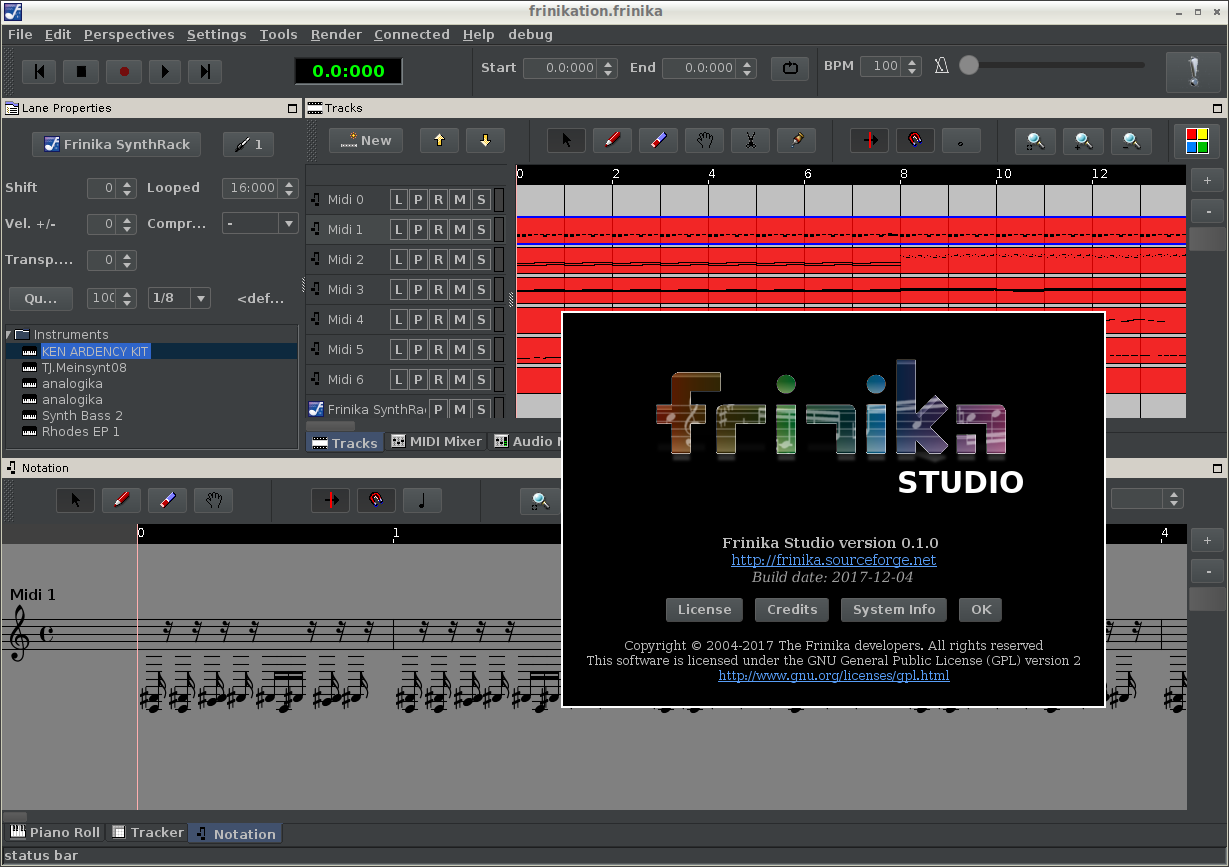 frinikation.frinika
File Edit Perspectives Settings Tools Render Connected Help debug
0.0:000
Start 0.0:000 End 0.0:000 BPM 100
Lane Properties
Tracks
Frinika SynthRack 1
New
Shift 0 Looped 16:000
Vel. +/- 0 Compr... -
Transp.... 0
Qu... 100 1/8 <def...
Instruments
KEN ARDENCY KIT
TJ.Meinsynt08
analogika
analogika
Synth Bass 2
Rhodes EP 1
0 2 4 6 8 10 12
+
-
Midi 0 L P R M S
Midi 1 L P R M S
Midi 2 L P R M S
Midi 3 L P R M S
Midi 4 L P R M S
Midi 5 L P R M S
Midi 6 L P R M S
Frinika SynthRa P M S
Tracks MIDI Mixer Audio
frinika
STUDIO
Frinika Studio version 0.1.0
http://frinika.sourceforge.net
Build date: 2017-12-04
License Credits System Info OK
Copyright © 2004-2017 The Frinika developers. All rights reserved
This software is licensed under the GNU General Public License (GPL) version 2
http://www.gnu.org/licenses/gpl.html
Notation
0 1 4
+
-
Midi 1
Piano Roll Tracker Notation
status bar